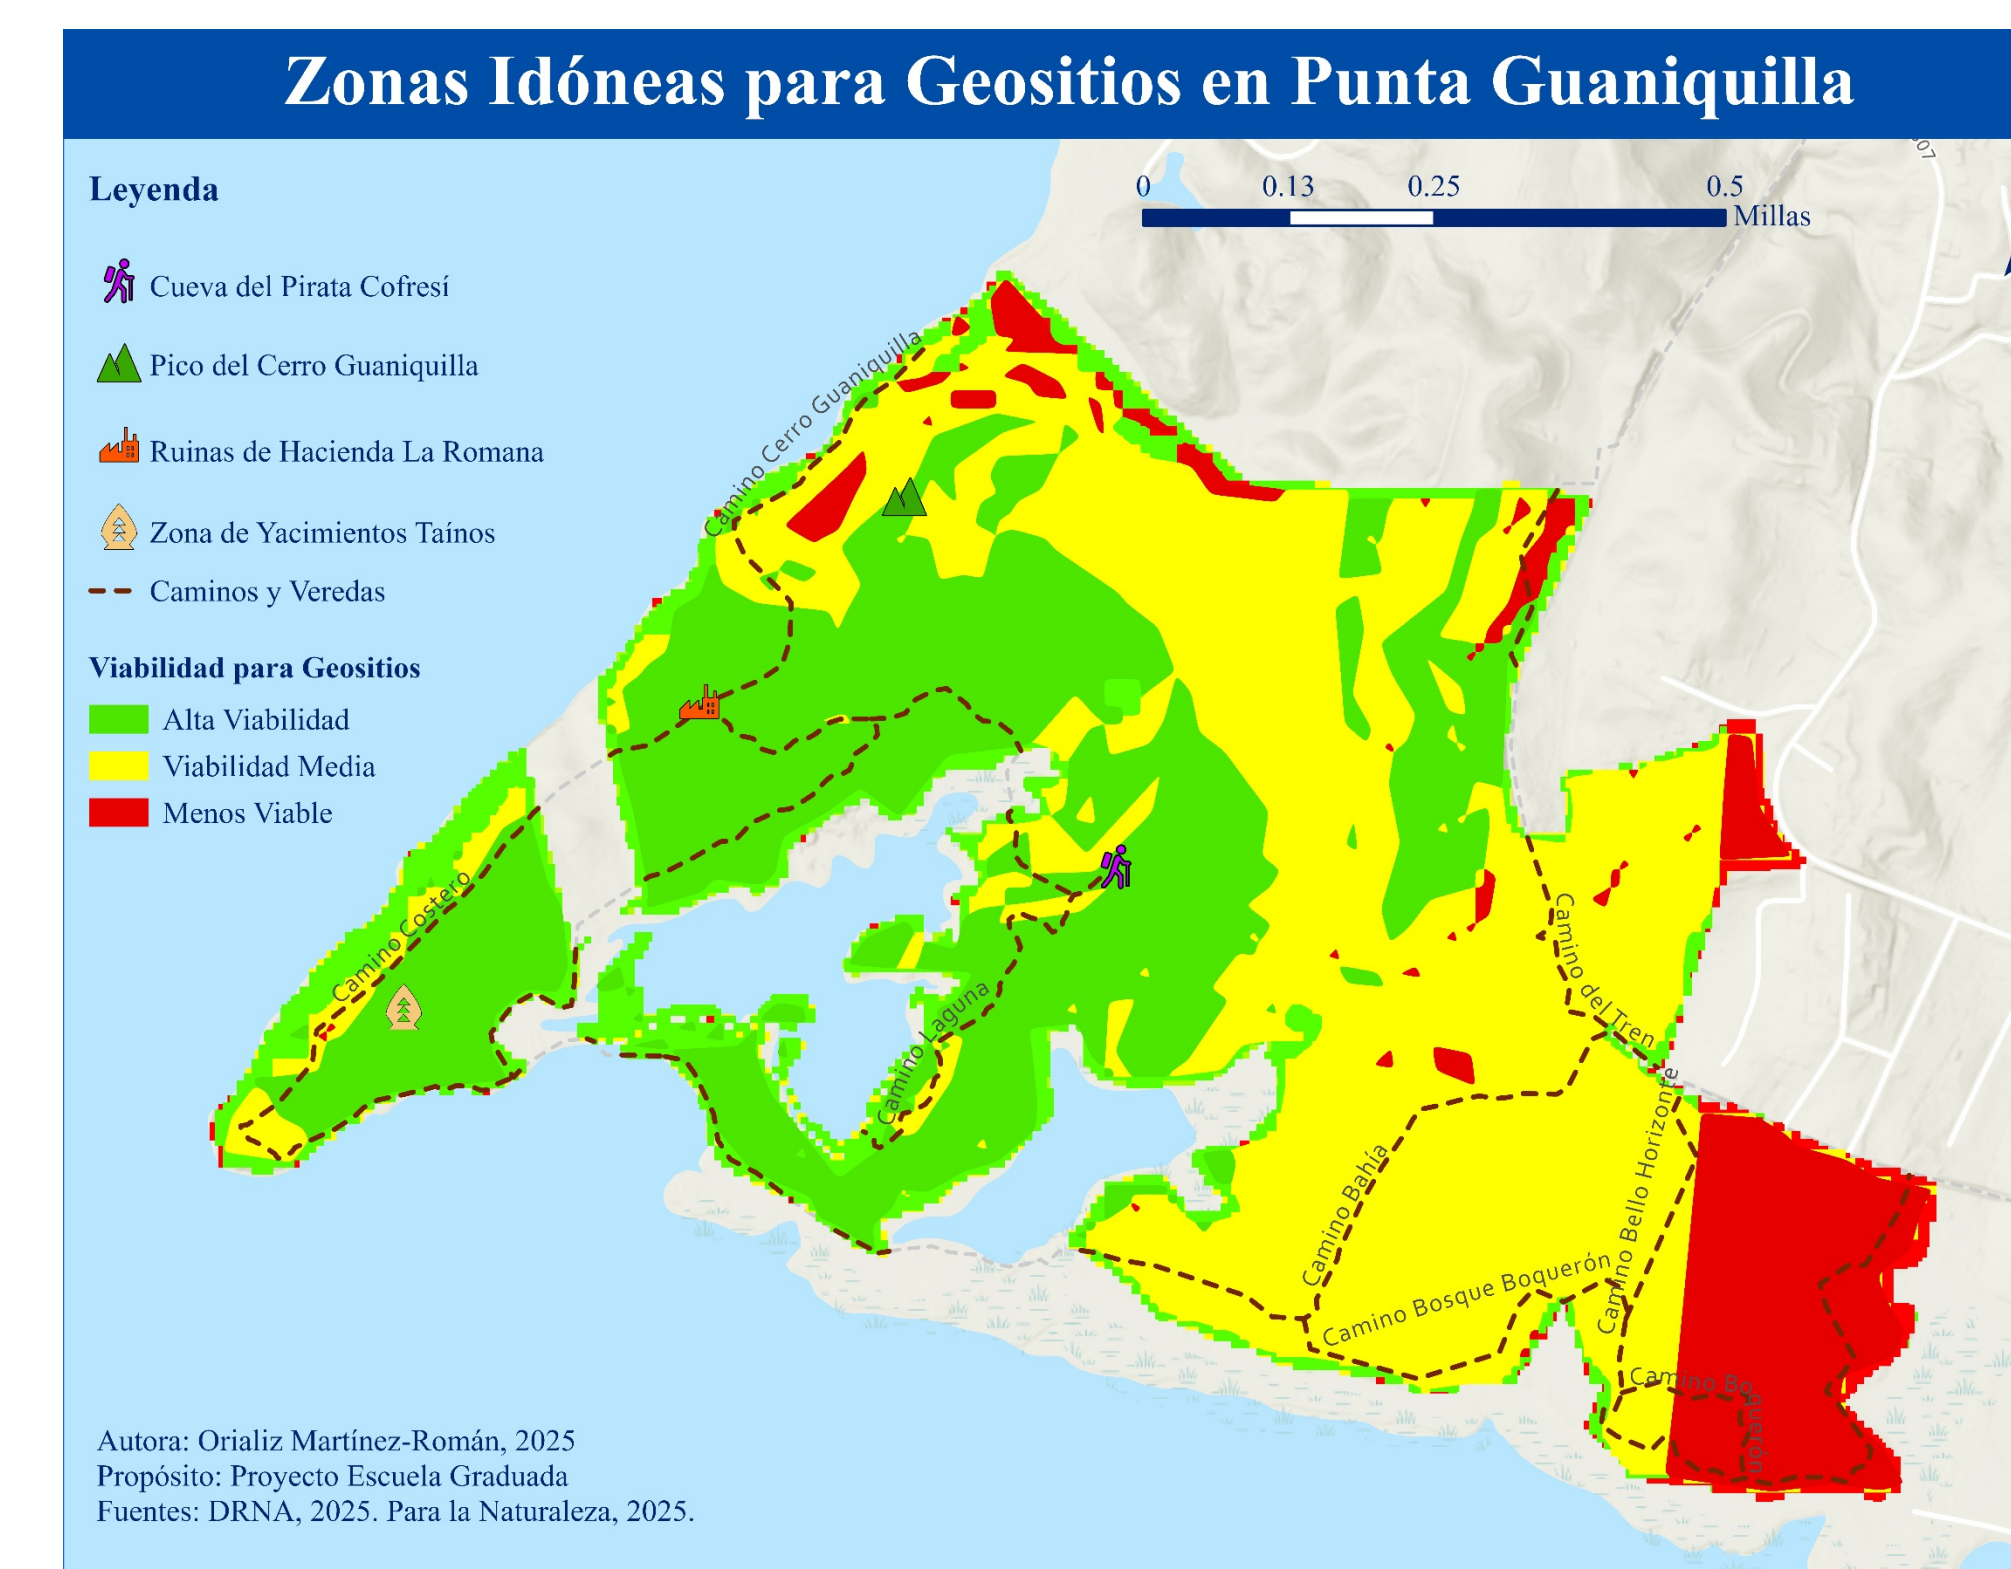 Zonas Idóneas para Geositios en Punta Guaniquilla
Leyenda
Cueva del Pirata Cofresí
Pico del Cerro Guaniquilla
Ruinas de Hacienda La Romana
Zona de Yacimientos Taínos
Caminos y Veredas
Viabilidad para Geositios
Alta Viabilidad
Viabilidad Media
Menos Viable
0 0.13 0.25 0.5
Millas
Camino Cerro Guaniquilla
Camino Costero
Camino Laguna
Camino del Tren
Camino Bahía
Camino Bello Horizonte
Camino Bosque Boquerón
Camino Boquerón
Autora: Orializ Martínez-Román, 2025
Propósito: Proyecto Escuela Graduada
Fuentes: DRNA, 2025. Para la Naturaleza, 2025.